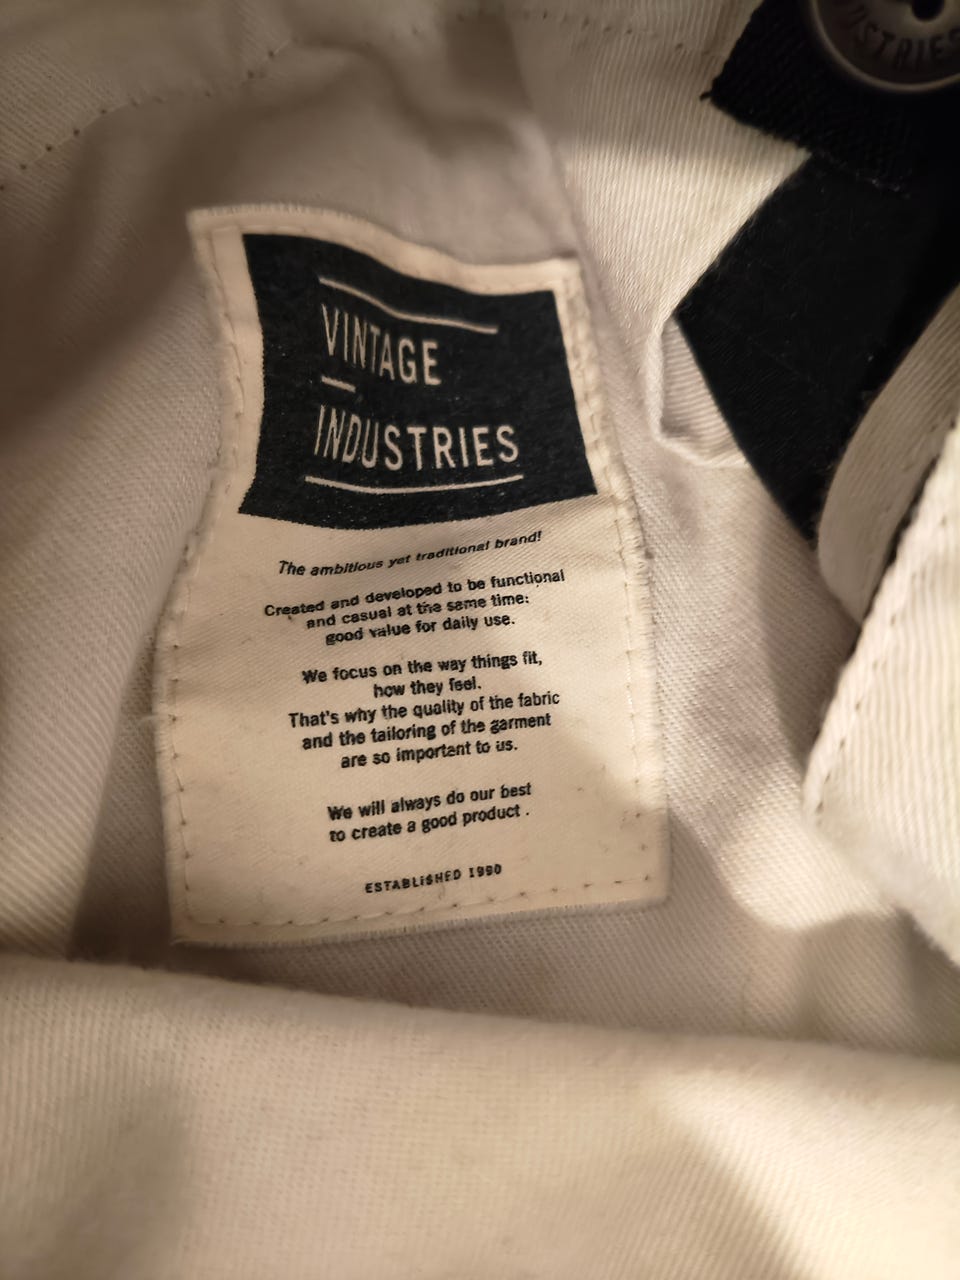 USTRIES
VINTAGE
INDUSTRIES
The ambitious yet traditional brand!
Created and developed to be functional
and casual at the same time:
good value for daily use.
We focus on the way things fit,
how they feel.
That's why the quality of the fabric
and the tailoring of the garment
are so important to us.
We will always do our best
to create a good product .
ESTABLiSHED 1990